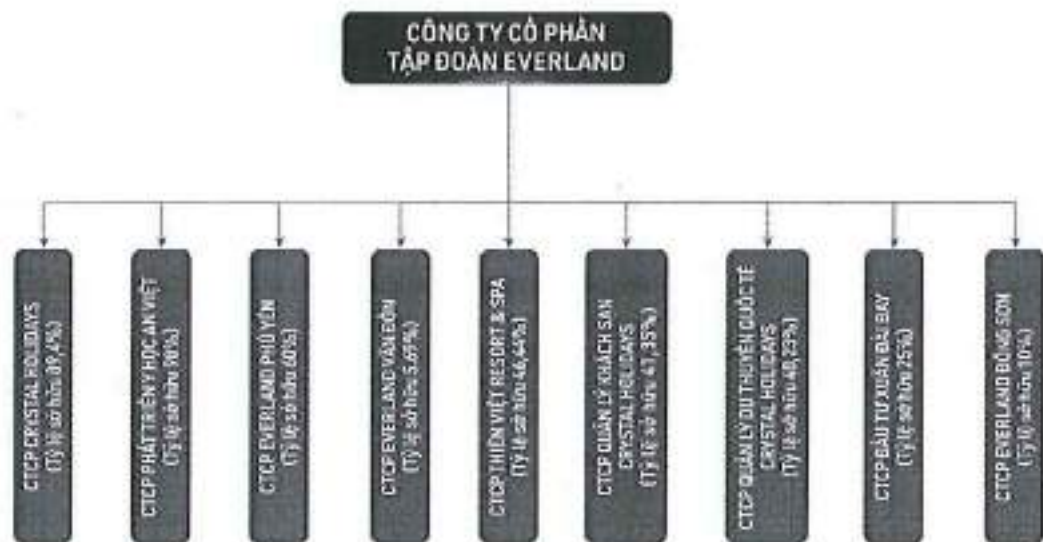 CÔNG TY CỔ PHẦN
TẬP ĐOÀN EVERLAND
CTCP CRYSTAL HOLIDAYS
(Tỷ lệ sở hữu 89,4%)
CTCP PHÁT TRIỂN Y HỌC AN VIỆT
(Tỷ lệ sở hữu 98%)
CTCP EVERLAND PHÚ YÊN
(Tỷ lệ sở hữu 60%)
CTCP EVERLAND VÂN ĐỒN
(Tỷ lệ sở hữu 5,69%)
CTCP THIÊN VIỆT RESORT & SPA
(Tỷ lệ sở hữu 46,44%)
CTCP QUẢN LÝ KHÁCH SẠN
CRYSTAL HOLIDAYS
(Tỷ lệ sở hữu 41,35%)
CTCP QUẢN LÝ DU THUYỀN QUỐC TẾ
CRYSTAL HOLIDAYS
(Tỷ lệ sở hữu 40,23%)
CTCP ĐẦU TƯ XUÂN ĐÀI BAY
(Tỷ lệ sở hữu 25%)
CTCP EVERLAND BỒNG SƠN
(Tỷ lệ sở hữu 10%)